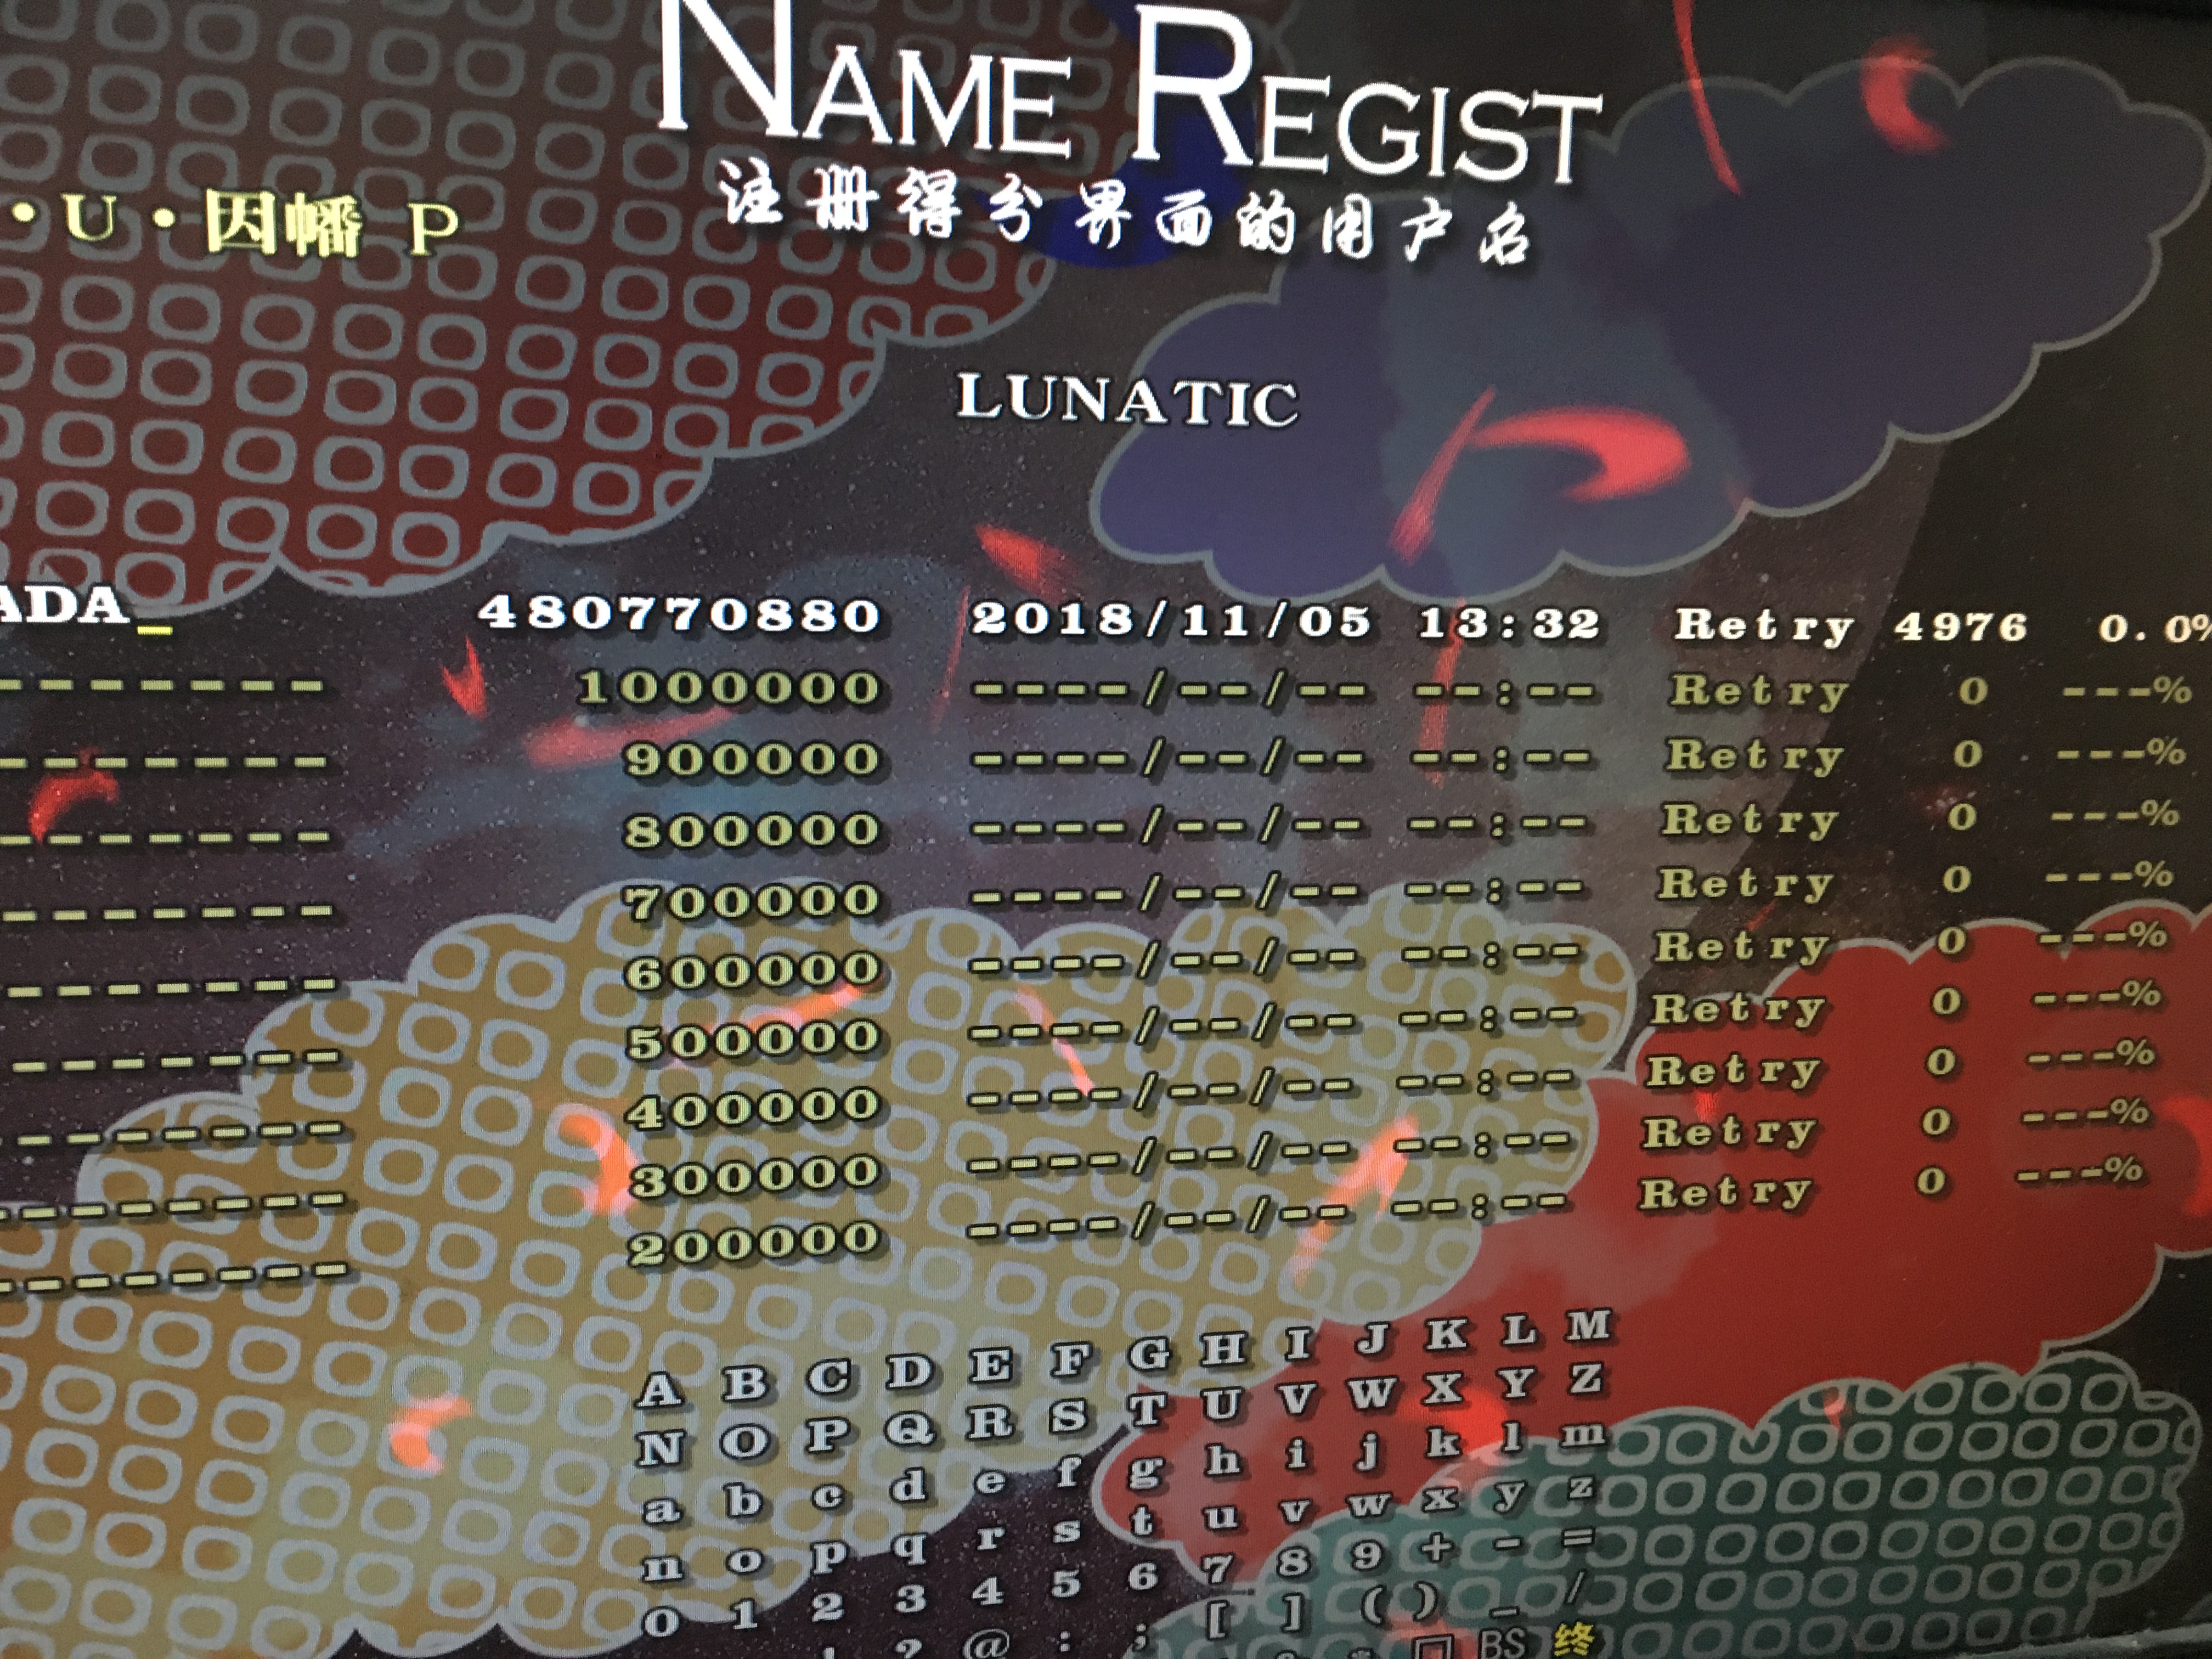 NAME REGIST
注册得分界面的用户名
·U·因幡 P
LUNATIC
ADA_ 480770880 2018/11/05 13:32 Retry 4976 0.0%
-------- 1000000 ----/--/-- --:-- Retry 0 ---%
-------- 900000 ----/--/-- --:-- Retry 0 ---%
-------- 800000 ----/--/-- --:-- Retry 0 ---%
-------- 700000 ----/--/-- --:-- Retry 0 ---%
-------- 600000 ----/--/-- --:-- Retry 0 ---%
-------- 500000 ----/--/-- --:-- Retry 0 ---%
-------- 400000 ----/--/-- --:-- Retry 0 ---%
-------- 300000 ----/--/-- --:-- Retry 0 ---%
-------- 200000 ----/--/-- --:-- Retry 0 ---%
A B C D E F G H I J K L M
N O P Q R S T U V W X Y Z
a b c d e f g h i j k l m
n o p q r s t u v w x y z
0 1 2 3 4 5 6 7 8 9 + - =
! ? @ : ; [ ] ( ) _ /
BS 终